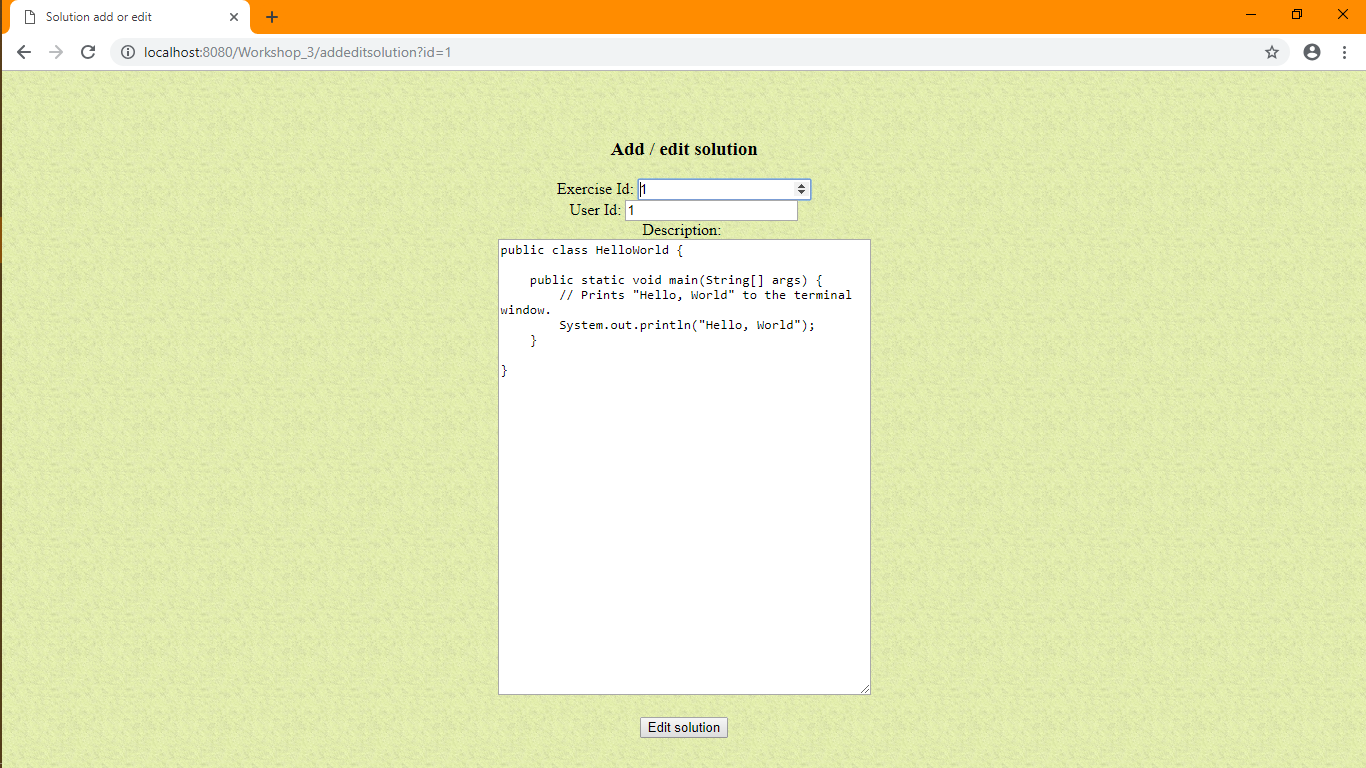 Solution add or edit
localhost:8080/Workshop_3/addeditsolution?id=1
Add / edit solution
Exercise Id: 1
User Id: 1
Description:
public class HelloWorld {
    public static void main(String[] args) {
        // Prints "Hello, World" to the terminal
window.
        System.out.println("Hello, World");
    }
}
Edit solution